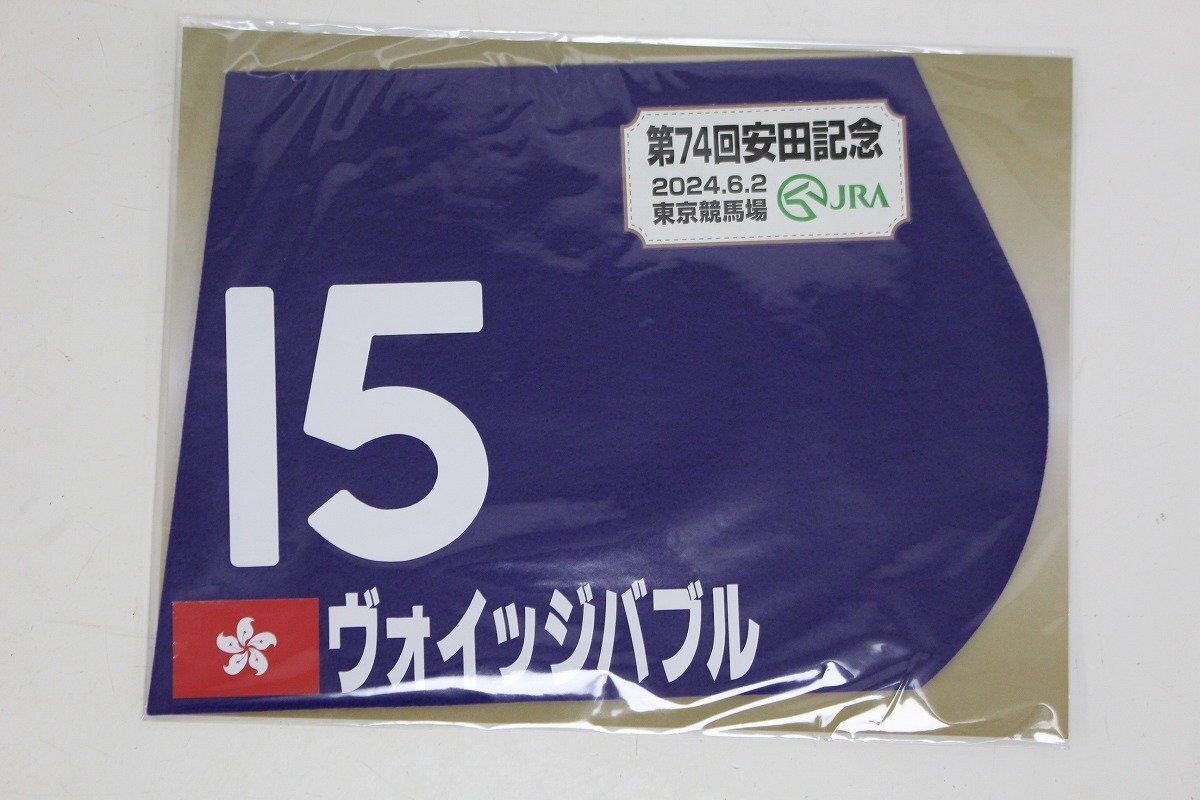 第74回安田記念
2024.6.2
東京競馬場
JRA
15
ヴォイッジバブル